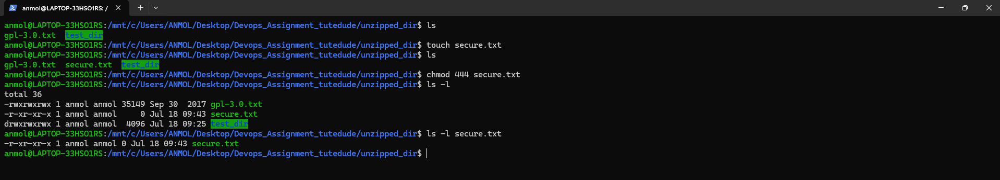 anmol@LAPTOP-33HSO1RS: /
anmol@LAPTOP-33HSO1RS:/mnt/c/Users/ANMOL/Desktop/Devops_Assignment_tutedude/unzipped_dir$ ls
gpl-3.0.txt  test_dir
anmol@LAPTOP-33HSO1RS:/mnt/c/Users/ANMOL/Desktop/Devops_Assignment_tutedude/unzipped_dir$ touch secure.txt
anmol@LAPTOP-33HSO1RS:/mnt/c/Users/ANMOL/Desktop/Devops_Assignment_tutedude/unzipped_dir$ ls
gpl-3.0.txt  secure.txt  test_dir
anmol@LAPTOP-33HSO1RS:/mnt/c/Users/ANMOL/Desktop/Devops_Assignment_tutedude/unzipped_dir$ chmod 444 secure.txt
anmol@LAPTOP-33HSO1RS:/mnt/c/Users/ANMOL/Desktop/Devops_Assignment_tutedude/unzipped_dir$ ls -l
total 36
-rwxrwxrwx 1 anmol anmol 35149 Sep 30  2017 gpl-3.0.txt
-r-xr-xr-x 1 anmol anmol     0 Jul 18 09:43 secure.txt
drwxrwxrwx 1 anmol anmol  4096 Jul 18 09:25 test_dir
anmol@LAPTOP-33HSO1RS:/mnt/c/Users/ANMOL/Desktop/Devops_Assignment_tutedude/unzipped_dir$ ls -l secure.txt
-r-xr-xr-x 1 anmol anmol 0 Jul 18 09:43 secure.txt
anmol@LAPTOP-33HSO1RS:/mnt/c/Users/ANMOL/Desktop/Devops_Assignment_tutedude/unzipped_dir$